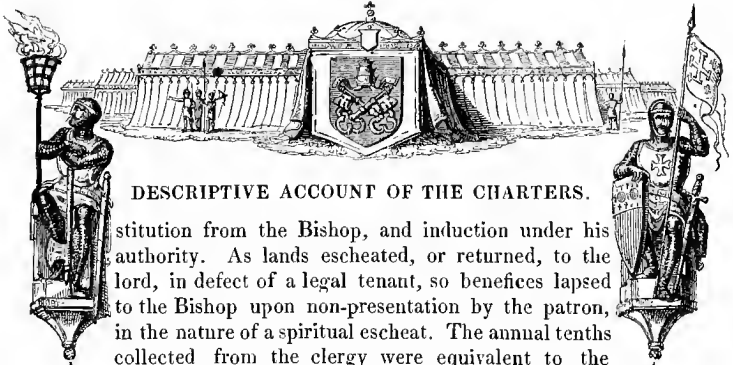 DESCRIPTIVE ACCOUNT OF THE CHARTERS.
stitution from the Bishop, and induction under his
authority. As lands escheated, or returned, to the
lord, in defect of a legal tenant, so benefices lapsed
to the Bishop upon non-presentation by the patron,
in the nature of a spiritual escheat. The annual tenths
collected from the clergy were equivalent to the